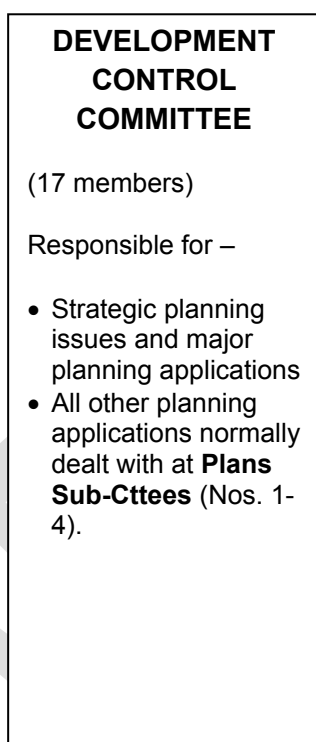 DEVELOPMENT
CONTROL
COMMITTEE
(17 members)
Responsible for –
• Strategic planning
issues and major
planning applications
• All other planning
applications normally
dealt with at Plans
Sub-Cttees (Nos. 1-
4).